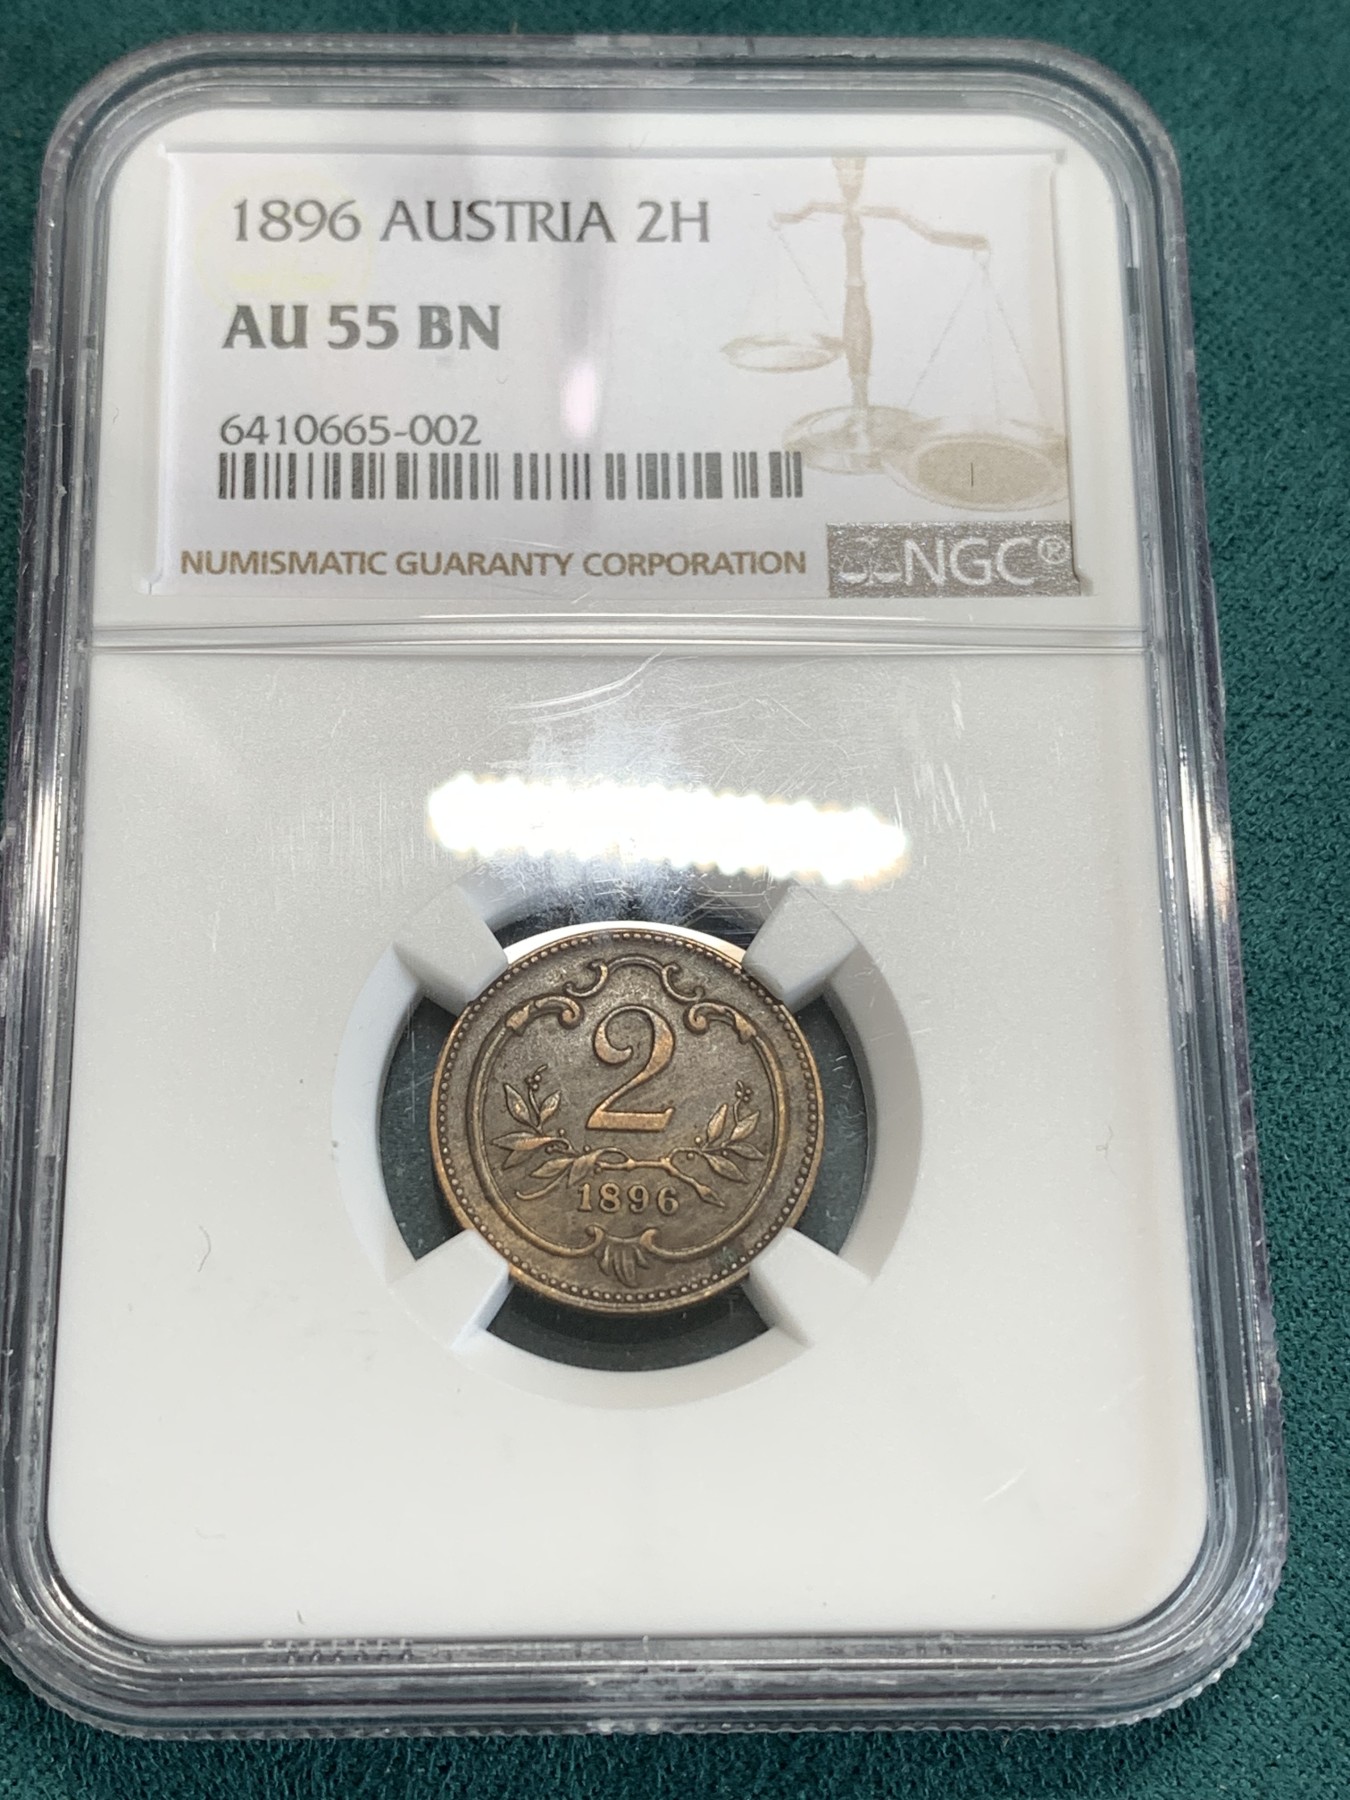 1896 AUSTRIA 2H
AU 55 BN
6410665-002
NUMISMATIC GUARANTY CORPORATION
NGC®
2
1896